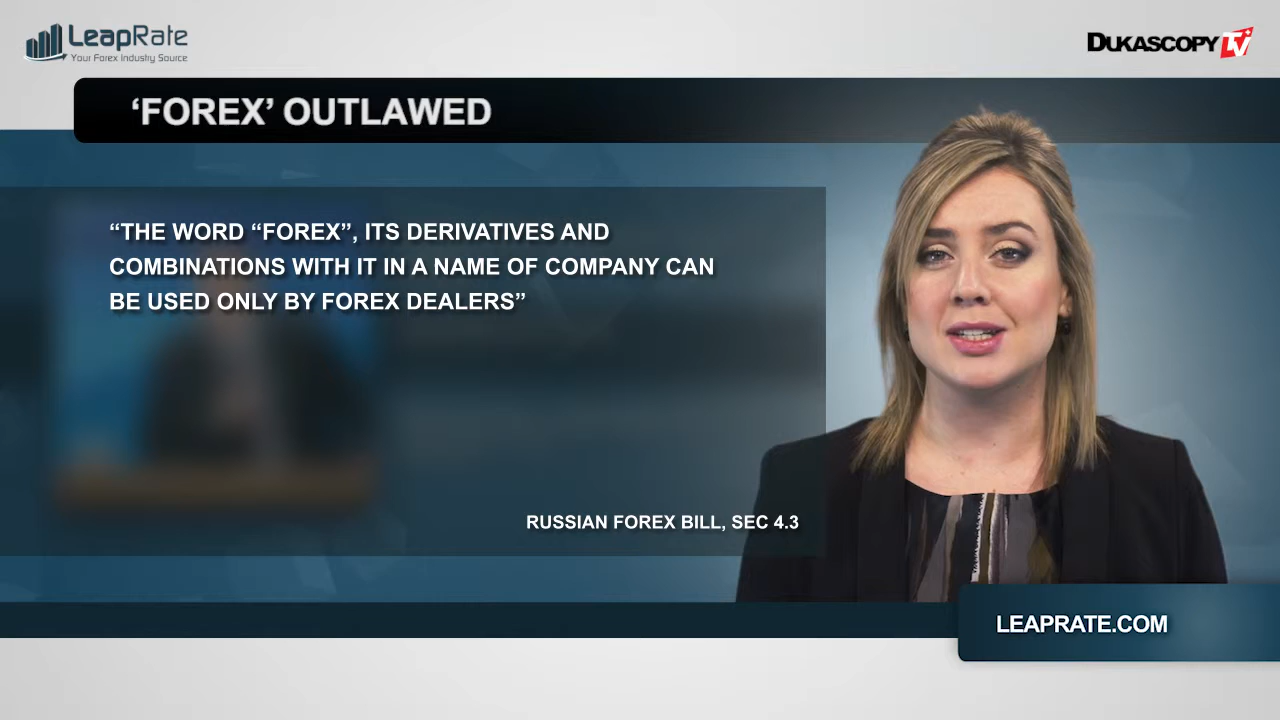 LeapRate
Your Forex Industry Source
DUKASCOPY TV
‘FOREX’ OUTLAWED
“THE WORD “FOREX”, ITS DERIVATIVES AND
COMBINATIONS WITH IT IN A NAME OF COMPANY CAN
BE USED ONLY BY FOREX DEALERS”
RUSSIAN FOREX BILL, SEC 4.3
LEAPRATE.COM